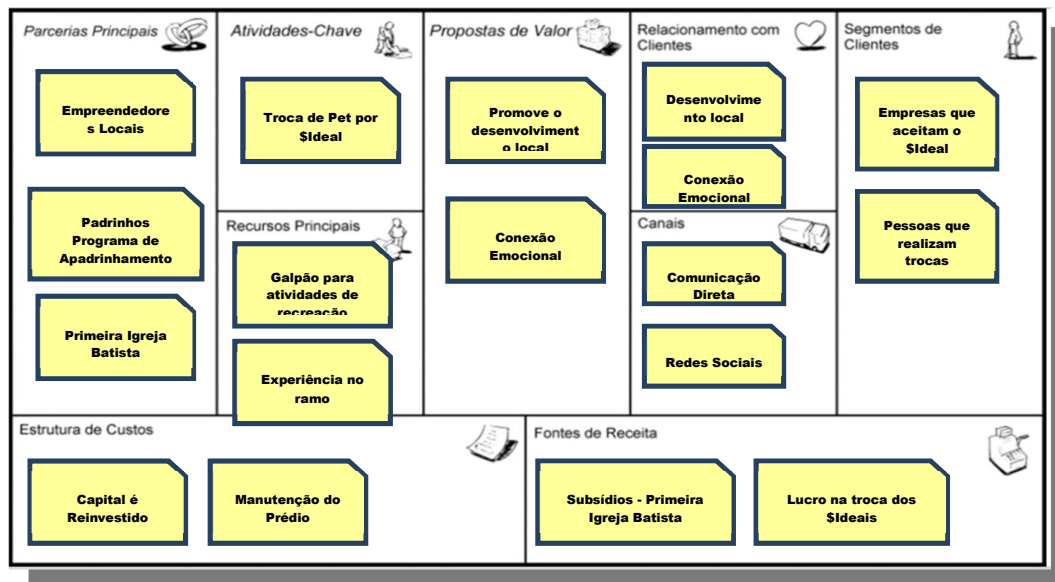 Parcerias Principais
Empreendedore
s Locais
Padrinhos
Programa de
Apadrinhamento
Primeira Igreja
Batista
Atividades-Chave
Troca de Pet por
$Ideal
Recursos Principais
Galpão para
atividades de
recreação
Experiência no
ramo
Propostas de Valor
Promove o
desenvolviment
o local
Conexão
Emocional
Relacionamento com
Clientes
Desenvolvime
nto local
Conexão
Emocional
Canais
Comunicação
Direta
Redes Sociais
Segmentos de
Clientes
Empresas que
aceitam o
$Ideal
Pessoas que
realizam
trocas
Estrutura de Custos
Capital é
Reinvestido
Manutenção do
Prédio
Fontes de Receita
Subsídios - Primeira
Igreja Batista
Lucro na troca dos
$Ideais